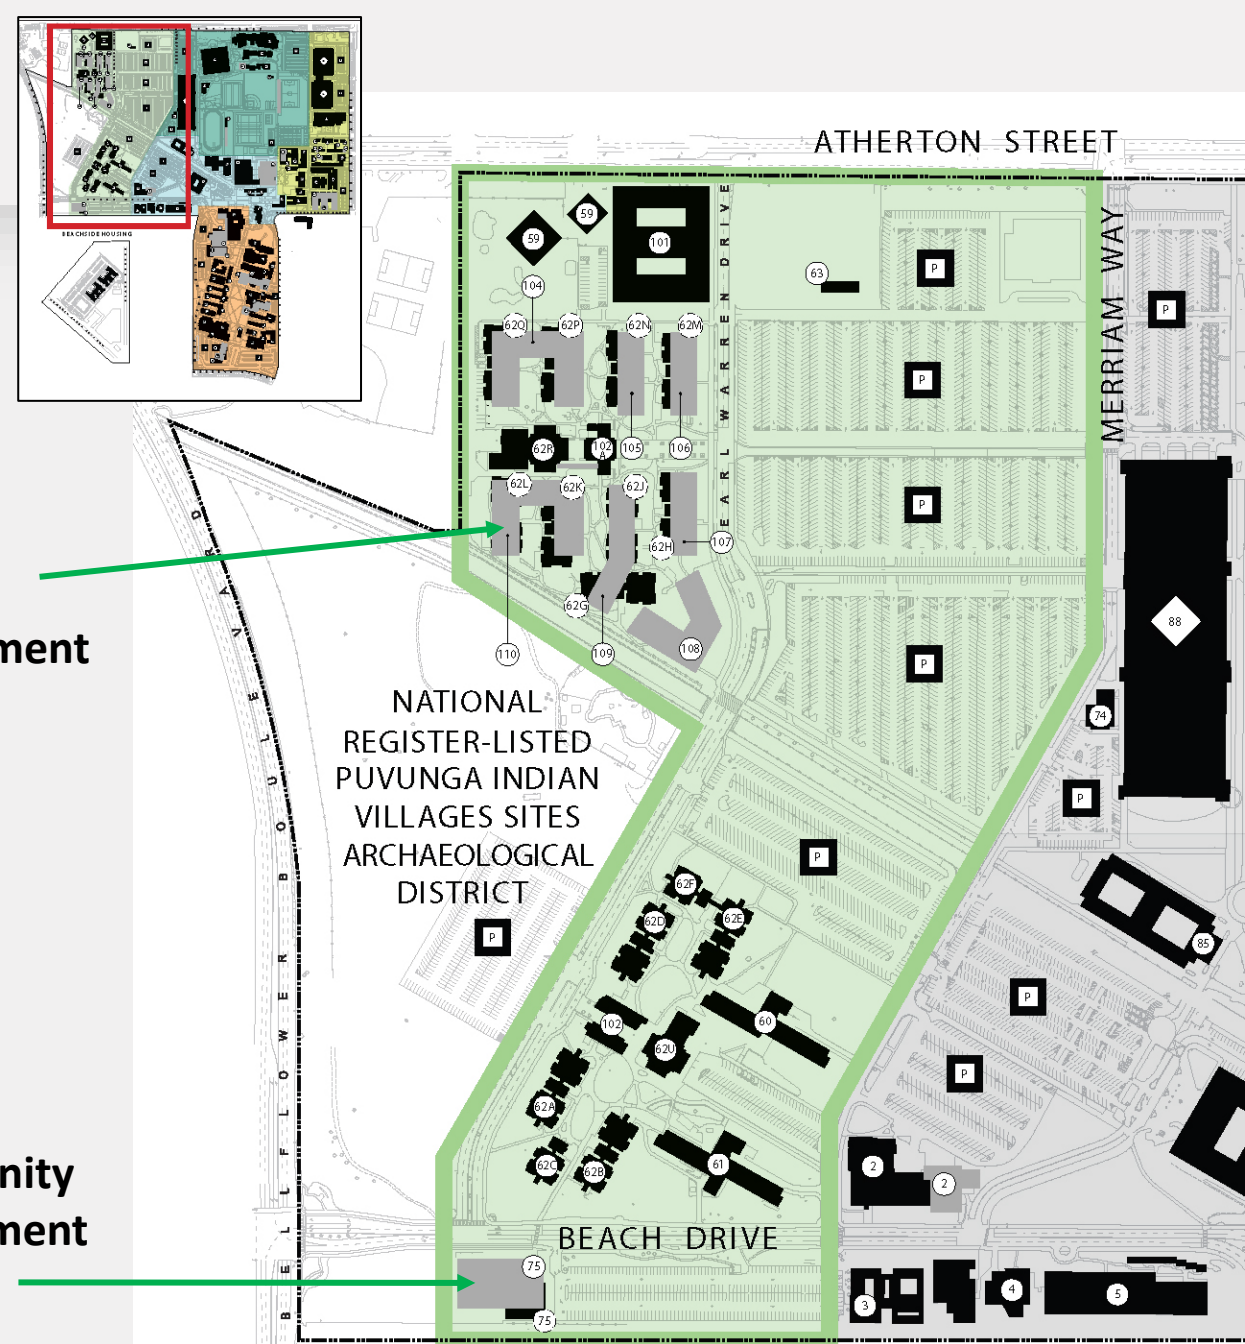 BEACHSIDE HOUSING
ATHERTON STREET
MERRIAM WAY
EARL WARREN DRIVE
59
59
101
63
P
P
104
62Q
62P
62N
62M
P
62R
102A
105
106
62L
62K
62J
P
62H
107
62G
110
109
108
P
88
74
P
BELLFLOWER BOULEVARD
nment
NATIONAL
REGISTER-LISTED
PUVUNGA INDIAN
VILLAGES SITES
ARCHAEOLOGICAL
DISTRICT
P
P
62F
62D
62E
85
P
102
60
62U
P
62A
62C
62B
61
2
2
nity
nment
BEACH DRIVE
75
75
3
4
5